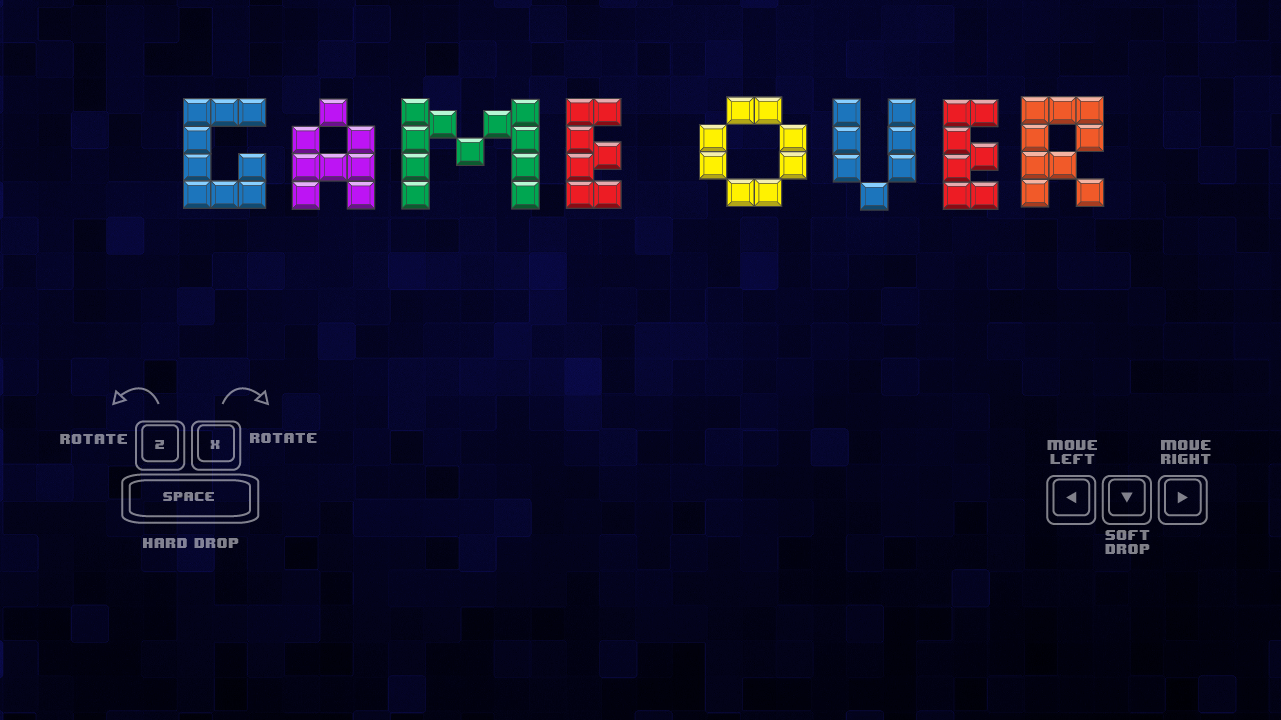 GAME OVER
ROTATE Z X ROTATE
SPACE
HARD DROP
MOVE LEFT
MOVE RIGHT
SOFT DROP